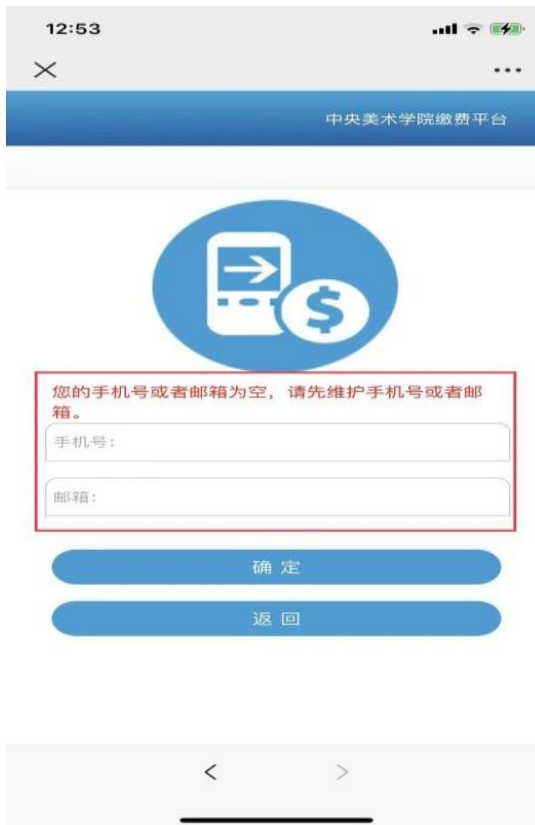 12:53
中央美术学院缴费平台
$
您的手机号或者邮箱为空，请先维护手机号或者邮
箱。
手机号：
邮箱：
确 定
返 回